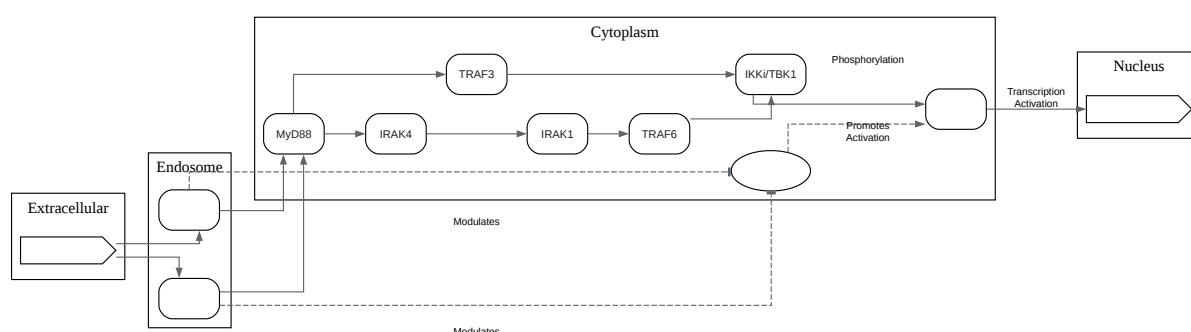 Cytoplasm
TRAF3
IKKi/TBK1
Phosphorylation
Nucleus
Transcription
Activation
MyD88
IRAK4
IRAK1
TRAF6
Promotes
Activation
Endosome
Extracellular
Modulates
Modulates